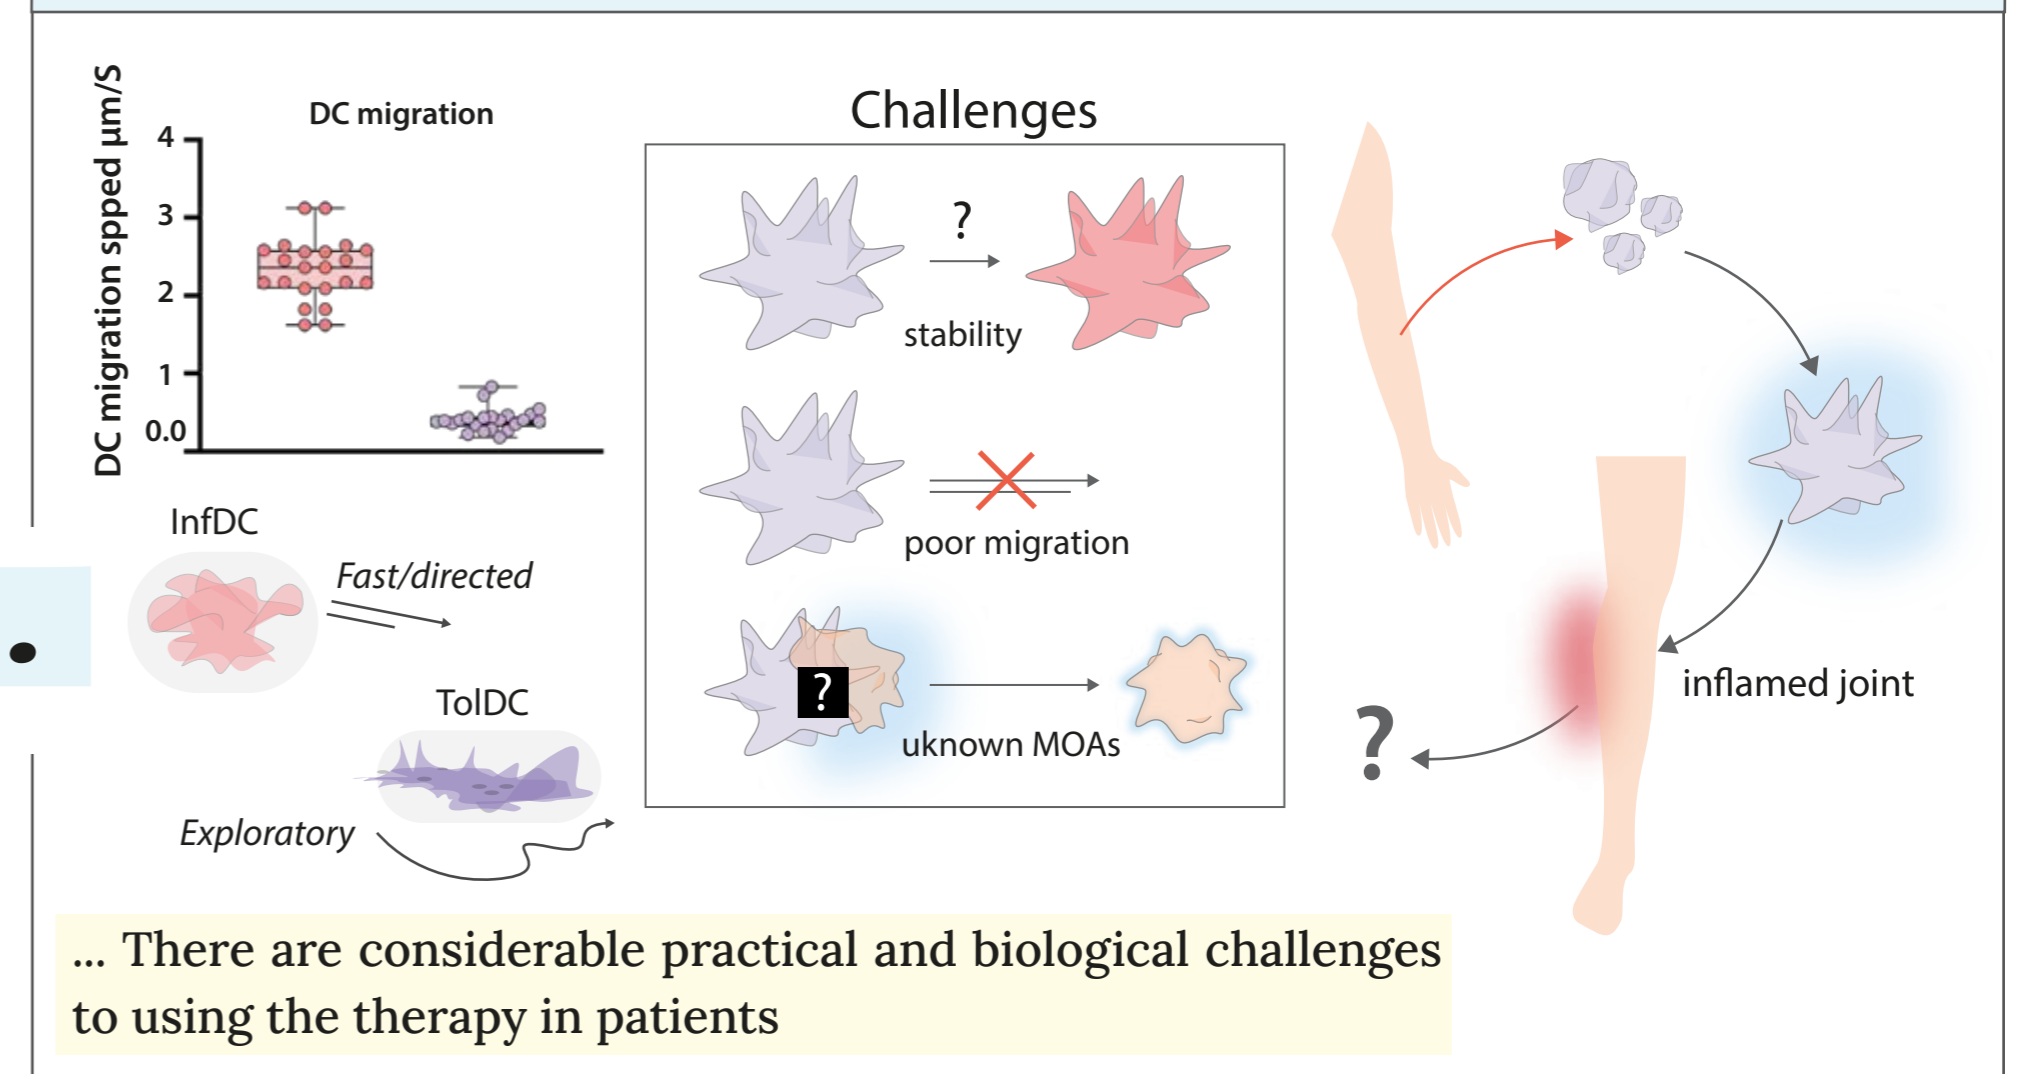 DC migration
DC migration spped µm/S
4
3
2
1
0.0
InfDC
Fast/directed
TolDC
Exploratory
Challenges
?
stability
poor migration
?
uknown MOAs
inflamed joint
?
... There are considerable practical and biological challenges
to using the therapy in patients